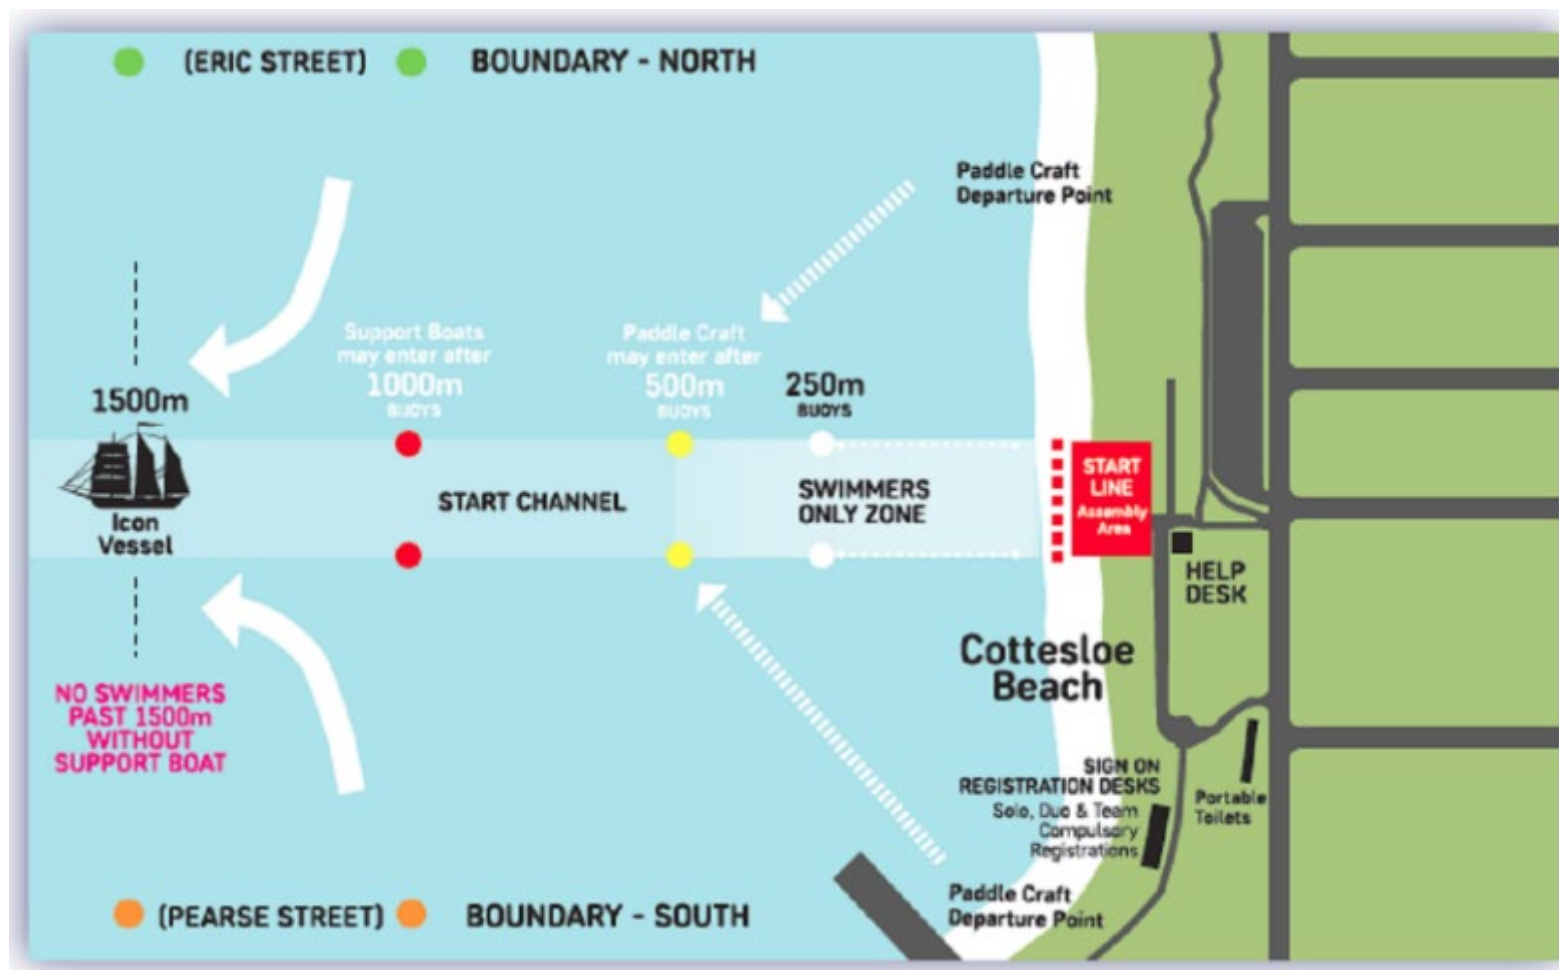 (ERIC STREET)
BOUNDARY - NORTH
Paddle Craft
Departure Point
Support Boats
may enter after
1000m
BUOYS
Paddle Craft
may enter after
500m
BUOYS
250m
BUOYS
1500m
Icon
Vessel
START CHANNEL
SWIMMERS
ONLY ZONE
START
LINE
Assembly
Area
HELP
DESK
Cottesloe
Beach
NO SWIMMERS
PAST 1500m
WITHOUT
SUPPORT BOAT
SIGN ON
REGISTRATION DESKS
Solo, Duo & Team
Compulsory
Registrations
Portable
Toilets
Paddle Craft
Departure Point
(PEARSE STREET)
BOUNDARY - SOUTH